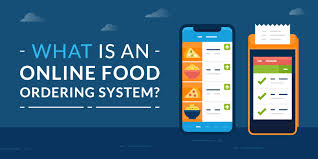 - WHAT IS AN
ONLINE FOOD
ORDERING SYSTEM?